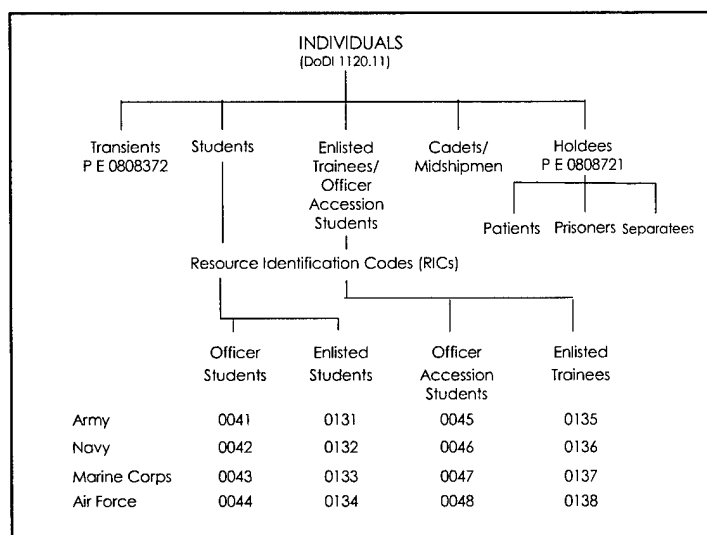 INDIVIDUALS
(DoDI 1120.11)
Transients
P E 0808372
Students
Enlisted
Trainees/
Officer
Accession
Students
Cadets/
Midshipmen
Holdees
P E 0808721
Patients Prisoners Separatees
Resource Identification Codes (RICs)
Officer
Students
Enlisted
Students
Officer
Accession
Students
Enlisted
Trainees
Army 0041 0131 0045 0135
Navy 0042 0132 0046 0136
Marine Corps 0043 0133 0047 0137
Air Force 0044 0134 0048 0138